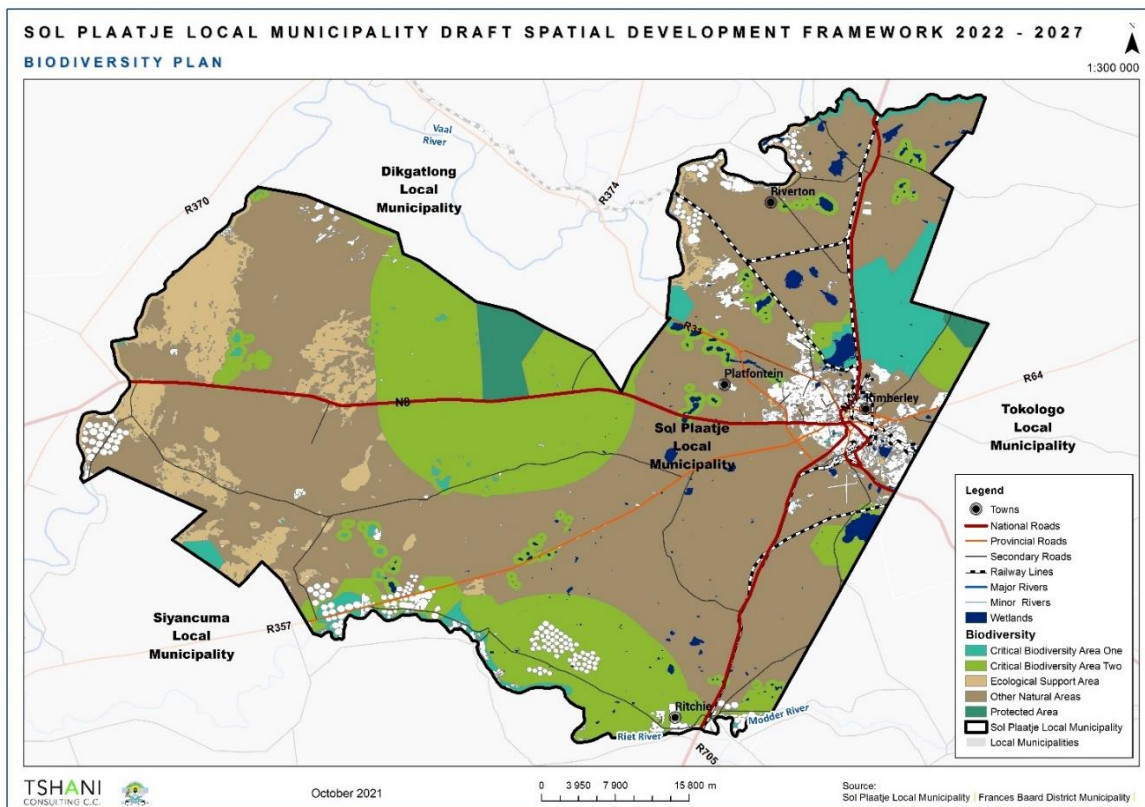 SOL PLAATJE LOCAL MUNICIPALITY DRAFT SPATIAL DEVELOPMENT FRAMEWORK 2022 - 2027
BIODIVERSITY PLAN
N
1:300 000
Vaal
River
Dikgatlong
Local
Municipality
R370
R374
Riverton
R31
Platfontein
Kimberley
R64
N8
Sol Plaatje
Local
Municipality
Tokologo
Local
Municipality
Siyancuma
Local
Municipality
R357
Ritchie
Modder River
Riet River
R705
Legend
Towns
National Roads
Provincial Roads
Secondary Roads
Railway Lines
Major Rivers
Minor Rivers
Wetlands
Biodiversity
Critical Biodiversity Area One
Critical Biodiversity Area Two
Ecological Support Area
Other Natural Areas
Protected Area
Sol Plaatje Local Municipality
Local Municipalities
TSHANI
CONSULTING C.C.
October 2021
0 3 950 7 900 15 800 m
Source:
Sol Plaatje Local Municipality | Frances Baard District Municipality